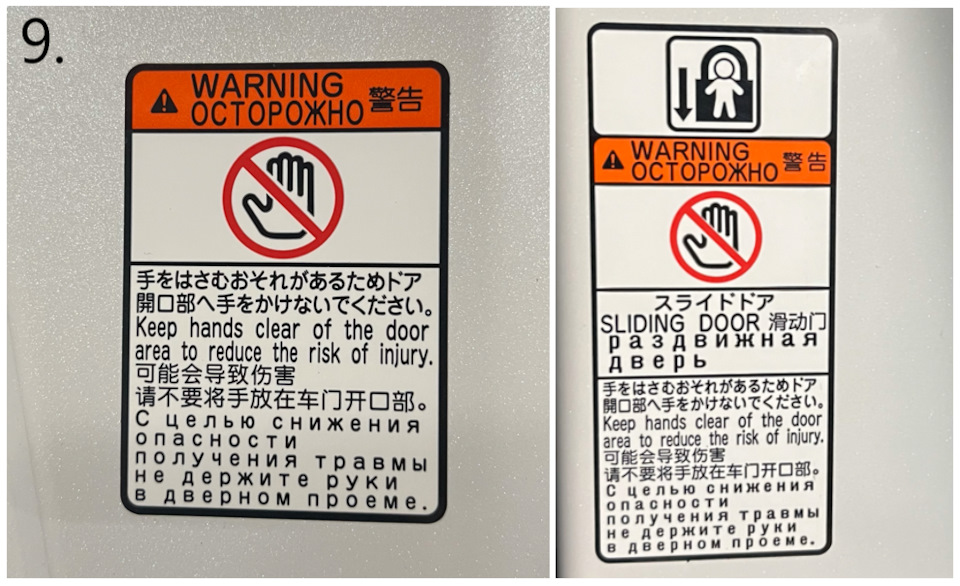 9.
WARNING
ОСТОРОЖНО 警告
手をはさむおそれがあるためドア
開口部へ手をかけないでください。
Keep hands clear of the door
area to reduce the risk of injury.
可能会导致伤害
请不要将手放在车门开口部。
С целью снижения
опасности
получения травмы
не держите руки
в дверном проеме.
WARNING
ОСТОРОЖНО 警告
スライドドア
SLIDING DOOR 滑动门
раздвижная
дверь
手をはさむおそれがあるためドア
開口部へ手をかけないでください。
Keep hands clear of the door
area to reduce the risk of injury.
可能会导致伤害
请不要将手放在车门开口部。
С целью снижения
опасности
получения травмы
не держите руки
в дверном проеме.